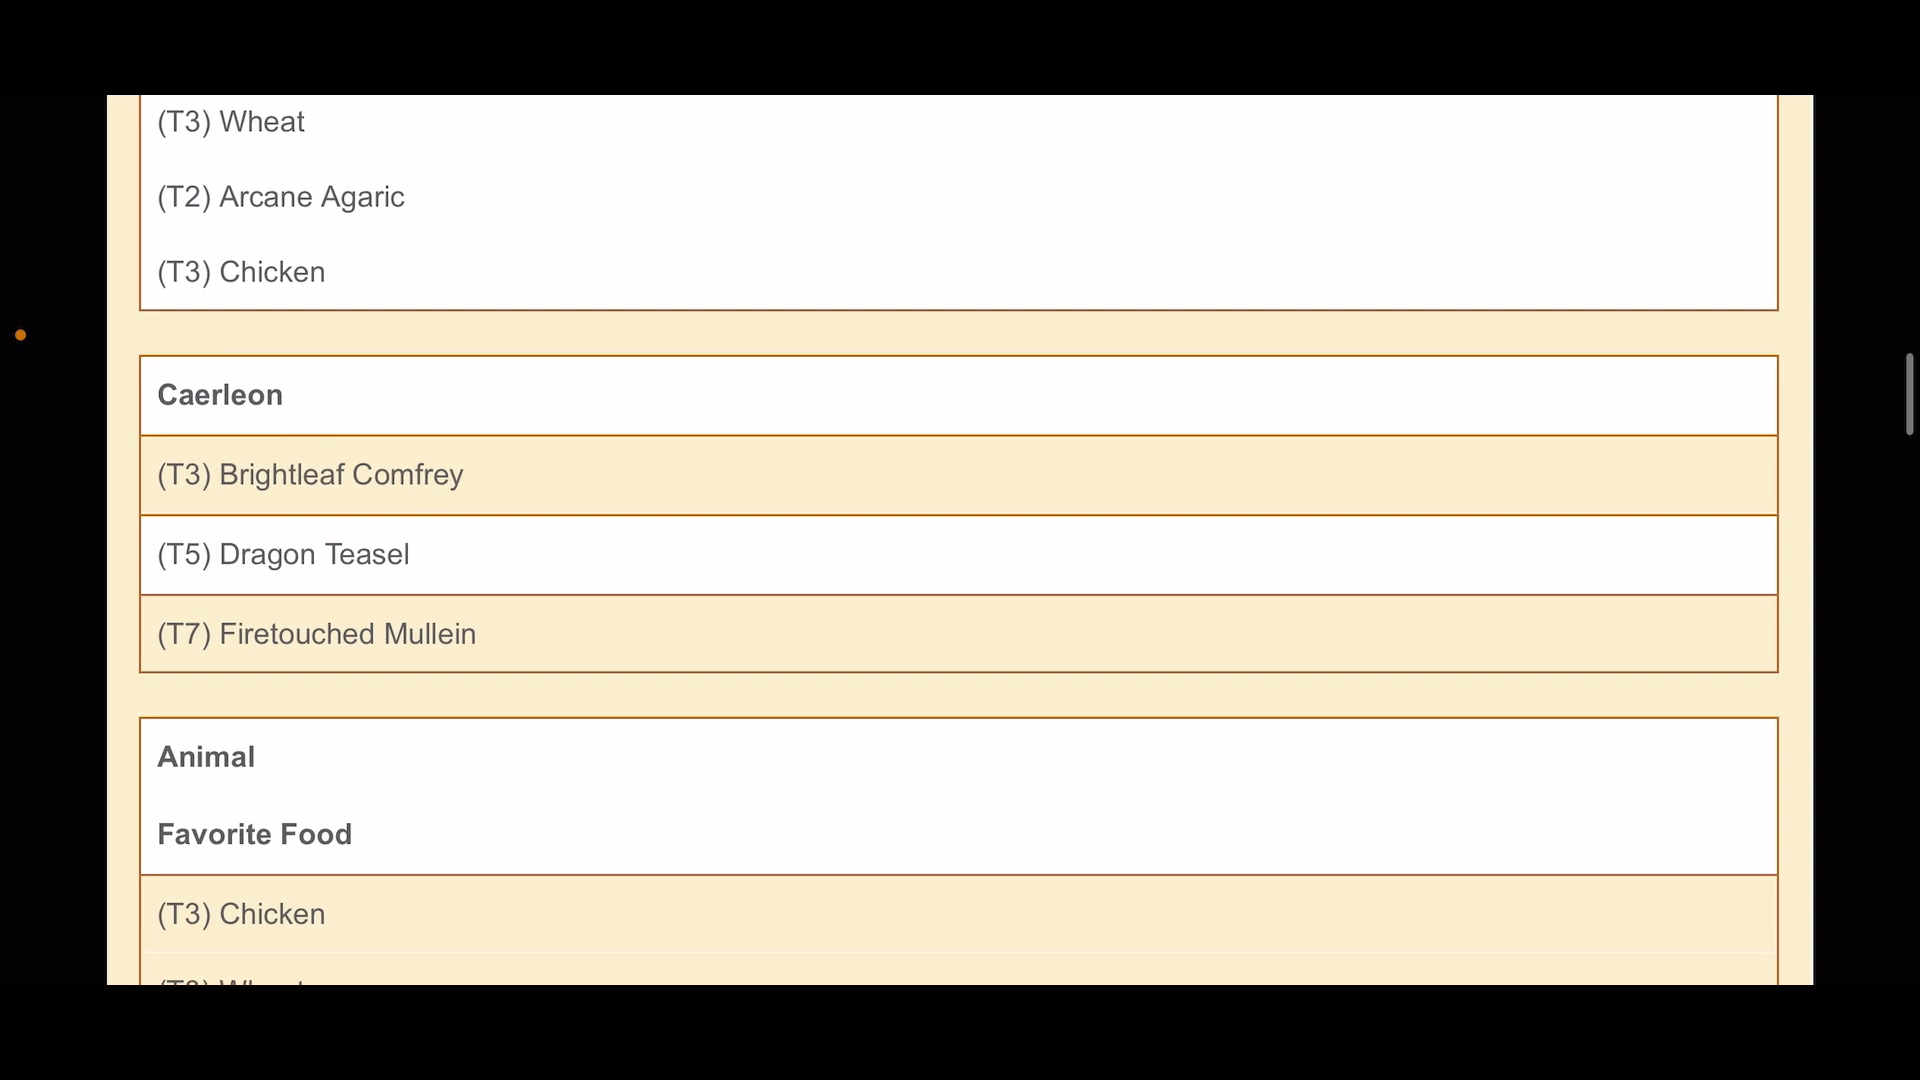 (T3) Wheat
(T2) Arcane Agaric
(T3) Chicken
Caerleon
(T3) Brightleaf Comfrey
(T5) Dragon Teasel
(T7) Firetouched Mullein
Animal
Favorite Food
(T3) Chicken